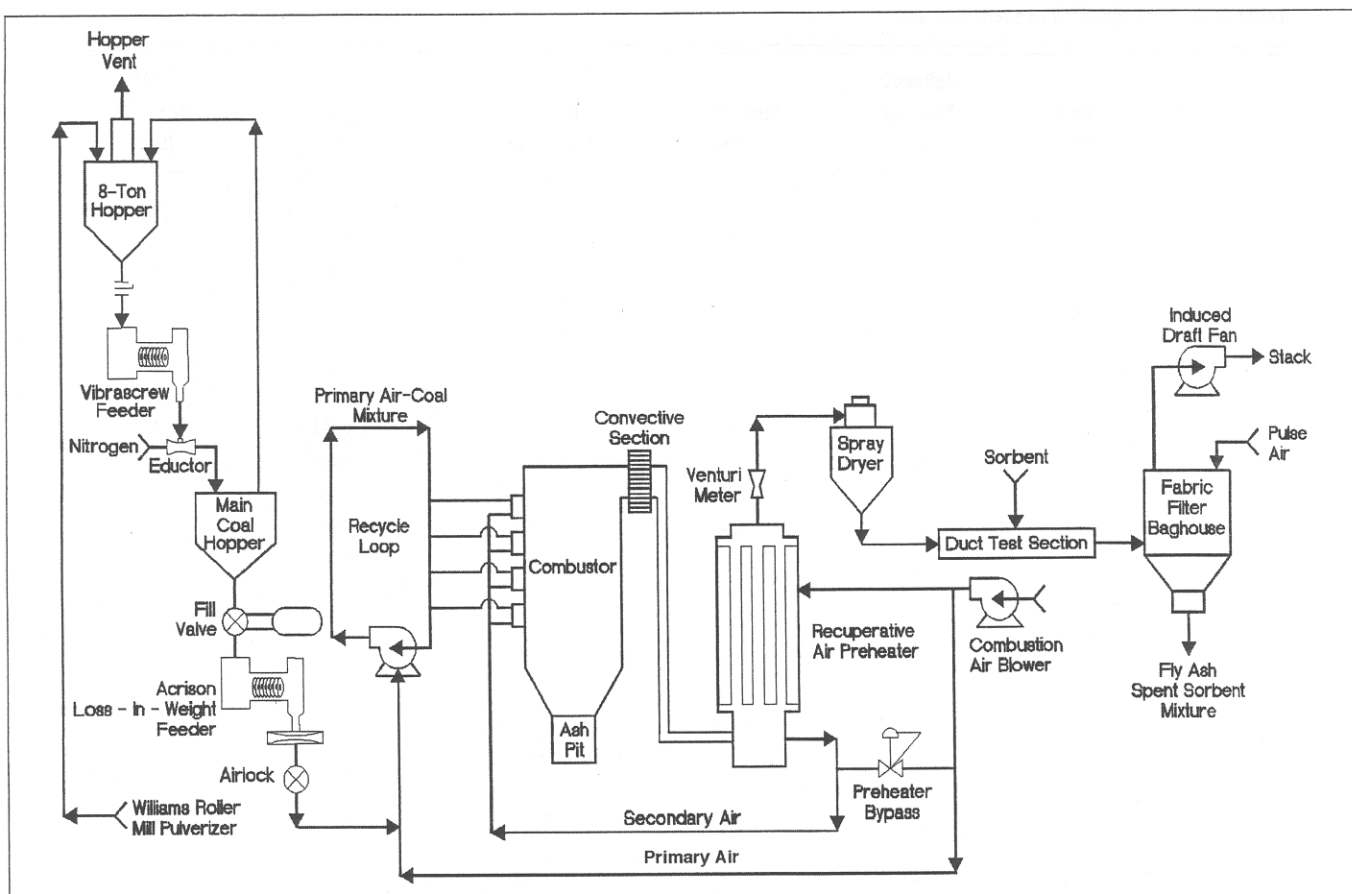 Hopper
Vent
8-Ton
Hopper
Vibrascrew
Feeder
Nitrogen
Eductor
Main
Coal
Hopper
Fill
Valve
Acrison
Loss - In - Weight
Feeder
Airlock
Williams Roller
Mill Pulverizer
Primary Air-Coal
Mixture
Recycle
Loop
Combustor
Ash
Pit
Convective
Section
Venturi
Meter
Spray
Dryer
Recuperative
Air Preheater
Sorbent
Duct Test Section
Combustion
Air Blower
Preheater
Bypass
Secondary Air
Primary Air
Induced
Draft Fan
Stack
Pulse
Air
Fabric
Filter
Baghouse
Fly Ash
Spent Sorbent
Mixture